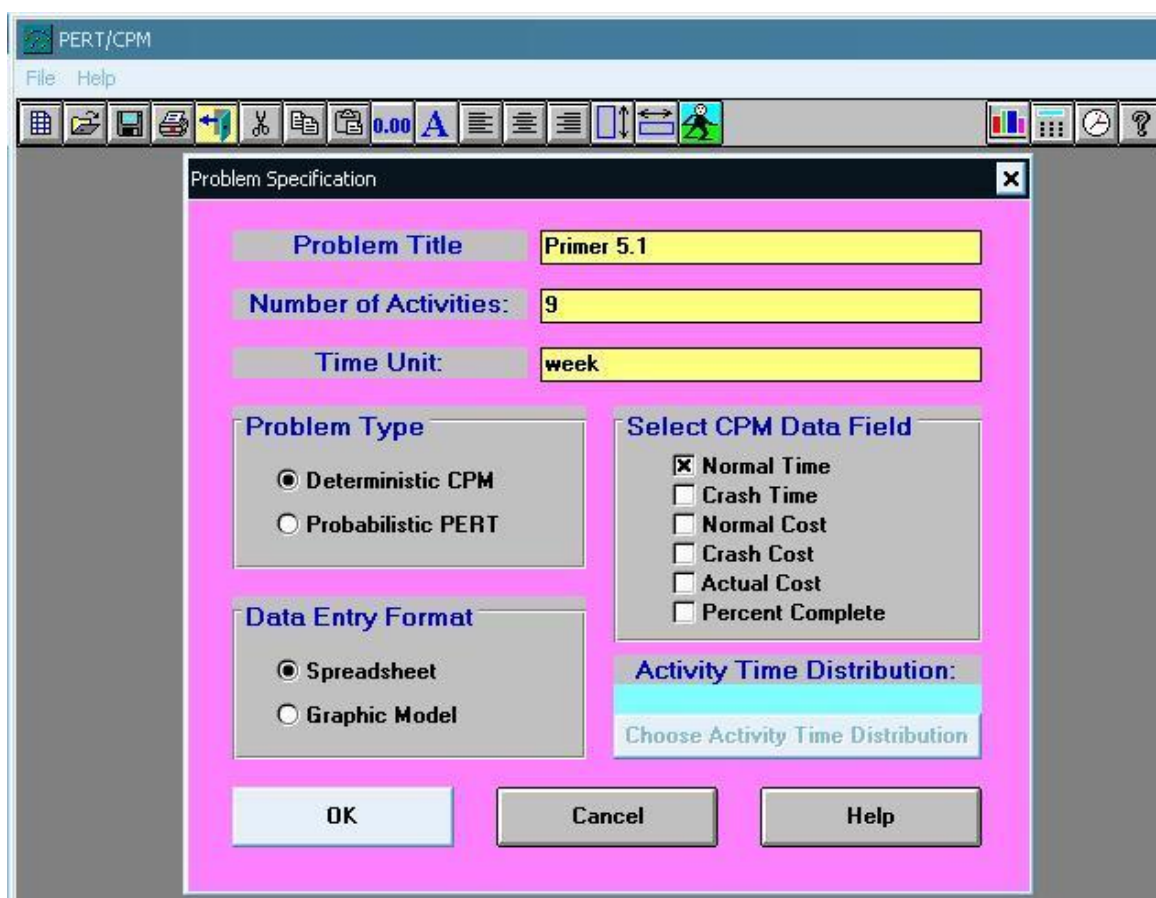 PERT/CPM
File Help
0.00 A ?
Problem Specification
Problem Title
Primer 5.1
Number of Activities:
9
Time Unit:
week
Problem Type
Deterministic CPM
Probabilistic PERT
Select CPM Data Field
Normal Time
Crash Time
Normal Cost
Crash Cost
Actual Cost
Percent Complete
Data Entry Format
Spreadsheet
Graphic Model
Activity Time Distribution:
Choose Activity Time Distribution
OK
Cancel
Help